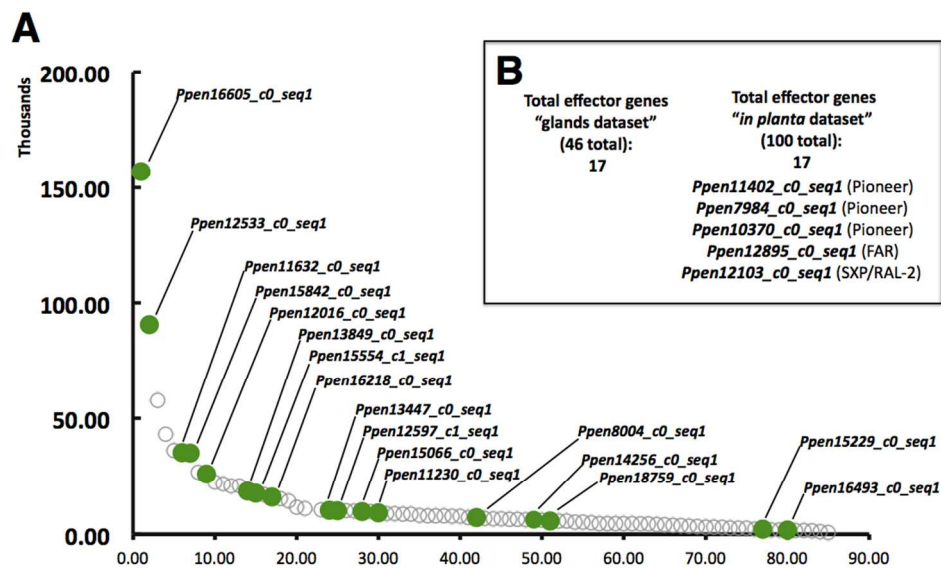 A
Thousands
200.00
150.00
100.00
50.00
0.00
0.00 10.00 20.00 30.00 40.00 50.00 60.00 70.00 80.00 90.00
Ppen16605_c0_seq1
Ppen12533_c0_seq1
Ppen11632_c0_seq1
Ppen15842_c0_seq1
Ppen12016_c0_seq1
Ppen13849_c0_seq1
Ppen15554_c1_seq1
Ppen16218_c0_seq1
Ppen13447_c0_seq1
Ppen12597_c1_seq1
Ppen15066_c0_seq1
Ppen11230_c0_seq1
Ppen8004_c0_seq1
Ppen14256_c0_seq1
Ppen18759_c0_seq1
Ppen15229_c0_seq1
Ppen16493_c0_seq1
B
Total effector genes
“glands dataset”
(46 total):
17
Total effector genes
“in planta dataset”
(100 total):
17
Ppen11402_c0_seq1 (Pioneer)
Ppen7984_c0_seq1 (Pioneer)
Ppen10370_c0_seq1 (Pioneer)
Ppen12895_c0_seq1 (FAR)
Ppen12103_c0_seq1 (SXP/RAL-2)